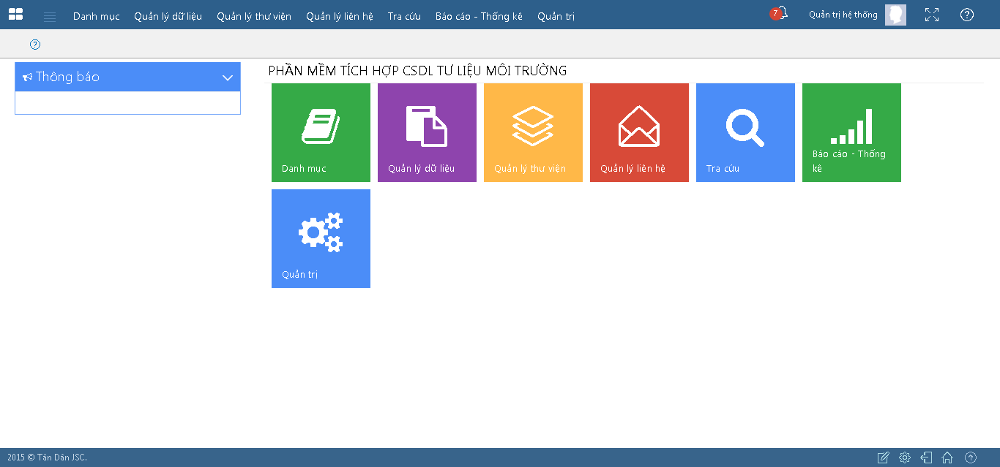 Danh mục Quản lý dữ liệu Quản lý thư viện Quản lý liên hệ Tra cứu Báo cáo - Thống kê Quản trị 7 Quản trị hệ thống
Thông báo
PHẦN MỀM TÍCH HỢP CSDL TƯ LIỆU MÔI TRƯỜNG
Danh mục
Quản lý dữ liệu
Quản lý thư viện
Quản lý liên hệ
Tra cứu
Báo cáo - Thống
kê
Quản trị
2015 © Tân Dân JSC.